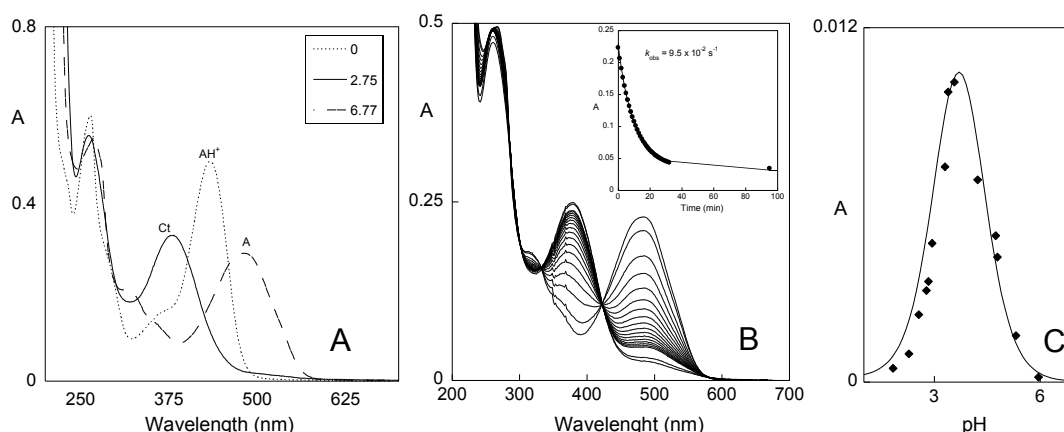 0.8
0.4
0
A
250
375
500
625
Wavelength (nm)
0
2.75
6.77
AH+
Ct
A
A
0.5
0.25
0
A
200
300
400
500
600
700
Wavelenght (nm)
B
0.25
0.2
0.15
0.1
0.05
0
A
kobs = 9.5 x 10-2 s-1
0
20
40
60
80
100
Time (min)
0.012
0
A
3
6
pH
C